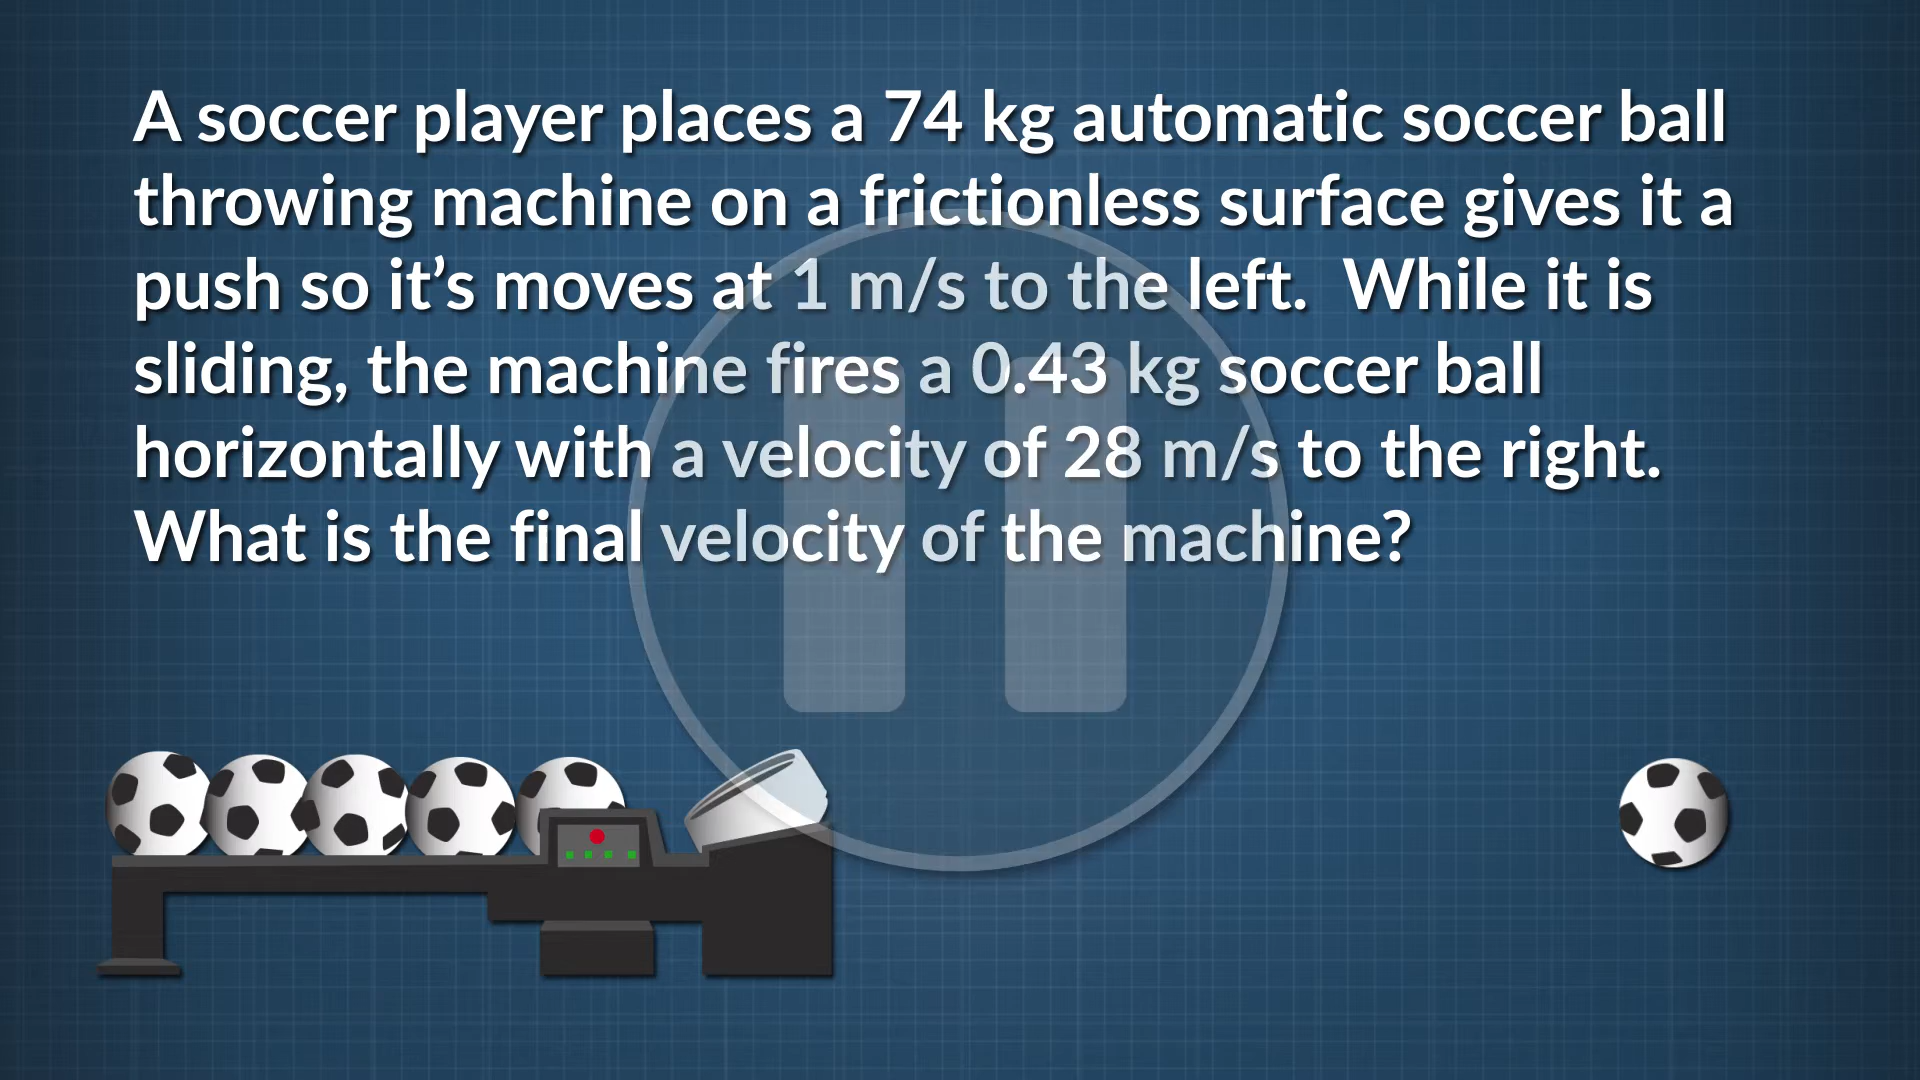 A soccer player places a 74 kg automatic soccer ball
throwing machine on a frictionless surface gives it a
push so it’s moves at 1 m/s to the left.  While it is
sliding, the machine fires a 0.43 kg soccer ball
horizontally with a velocity of 28 m/s to the right.
What is the final velocity of the machine?